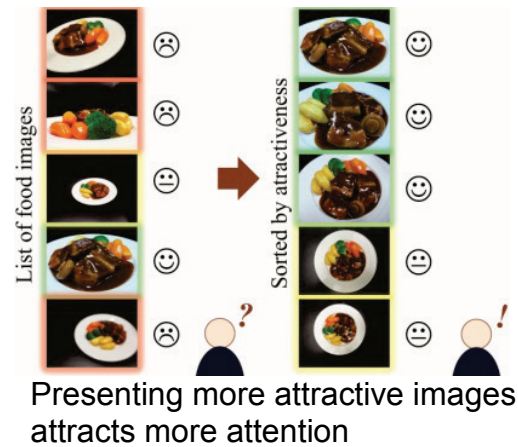 List of food images
Sorted by atractiveness
?
!
Presenting more attractive images
attracts more attention